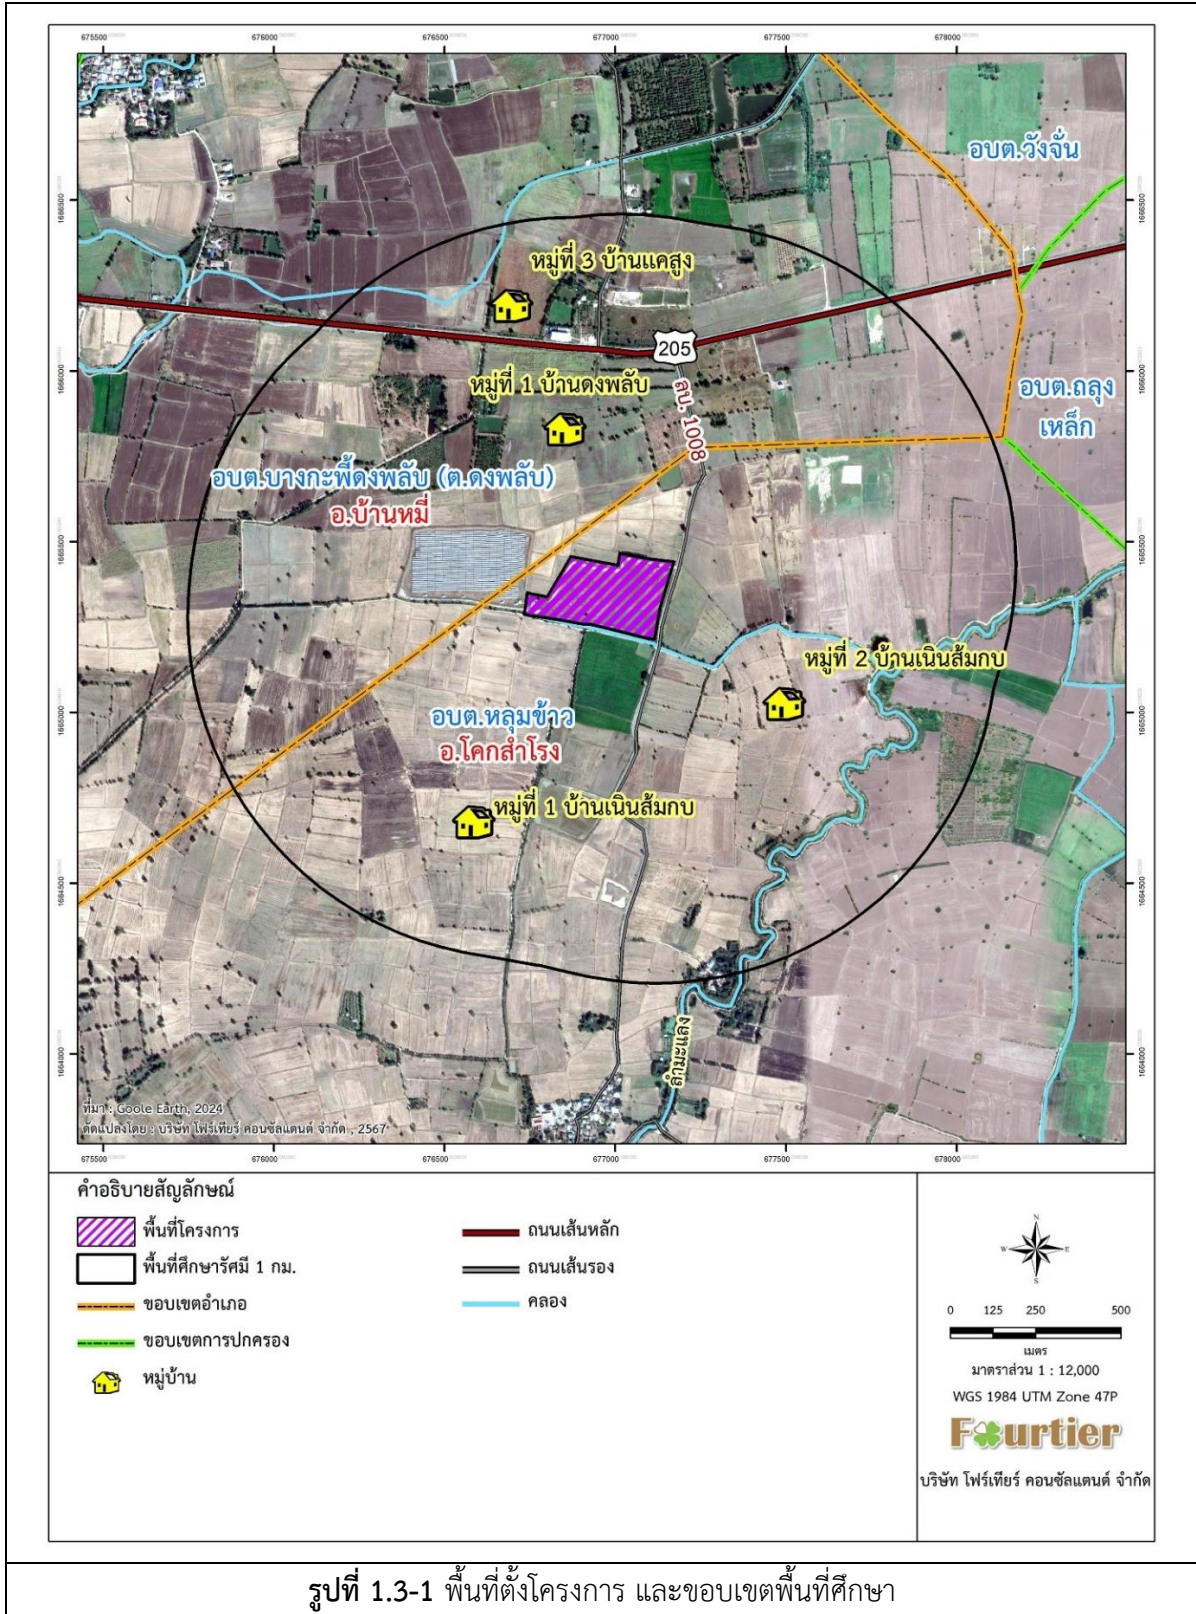 675500 676000 676500 677000 677500 678000
1666500 1666500
อบต.วังจั่น
หมู่ที่ 3 บ้านแคสูง
205
1666000 1666000
หมู่ที่ 1 บ้านดงพลับ
ลบ. 1008
อบต.ถลุง
เหล็ก
อบต.บางกะพี้ดงพลับ (ต.ดงพลับ)
อ.บ้านหมี่
1665500 1665500
หมู่ที่ 2 บ้านเนินส้มกบ
1665000 1665000
อบต.หลุมข้าว
อ.โคกสำโรง
หมู่ที่ 1 บ้านเนินส้มกบ
1664500 1664500
ลำมะแลง
1664000 1664000
ที่มา : Goole Earth, 2024
ดัดแปลงโดย : บริษัท โฟร์เทียร์ คอนซัลแตนต์ จำกัด , 2567
675500 676000 676500 677000 677500 678000
คำอธิบายสัญลักษณ์
พื้นที่โครงการ
พื้นที่ศึกษารัศมี 1 กม.
ขอบเขตอำเภอ
ขอบเขตการปกครอง
หมู่บ้าน
ถนนเส้นหลัก
ถนนเส้นรอง
คลอง
N
W E
S
0 125 250 500
เมตร
มาตราส่วน 1 : 12,000
WGS 1984 UTM Zone 47P
Fourtier
บริษัท โฟร์เทียร์ คอนซัลแตนต์ จำกัด
รูปที่ 1.3-1 พื้นที่ตั้งโครงการ และขอบเขตพื้นที่ศึกษา